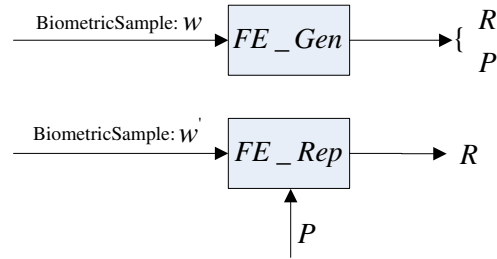 BiometricSample: w
FE_Gen
{ R
P
BiometricSample: w'
FE_Rep
R
P